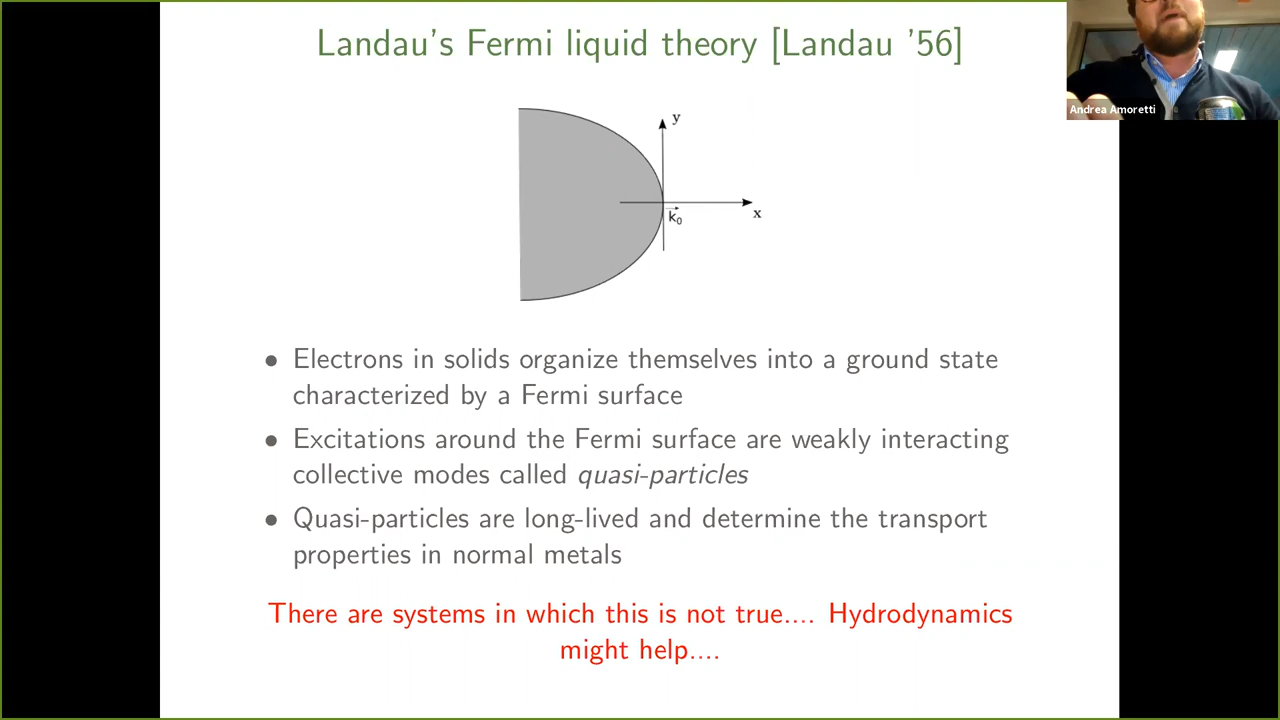 Landau's Fermi liquid theory [Landau '56]
Andrea Amoretti
y
x
k₀
• Electrons in solids organize themselves into a ground state
characterized by a Fermi surface
• Excitations around the Fermi surface are weakly interacting
collective modes called quasi-particles
• Quasi-particles are long-lived and determine the transport
properties in normal metals
There are systems in which this is not true.... Hydrodynamics
might help....